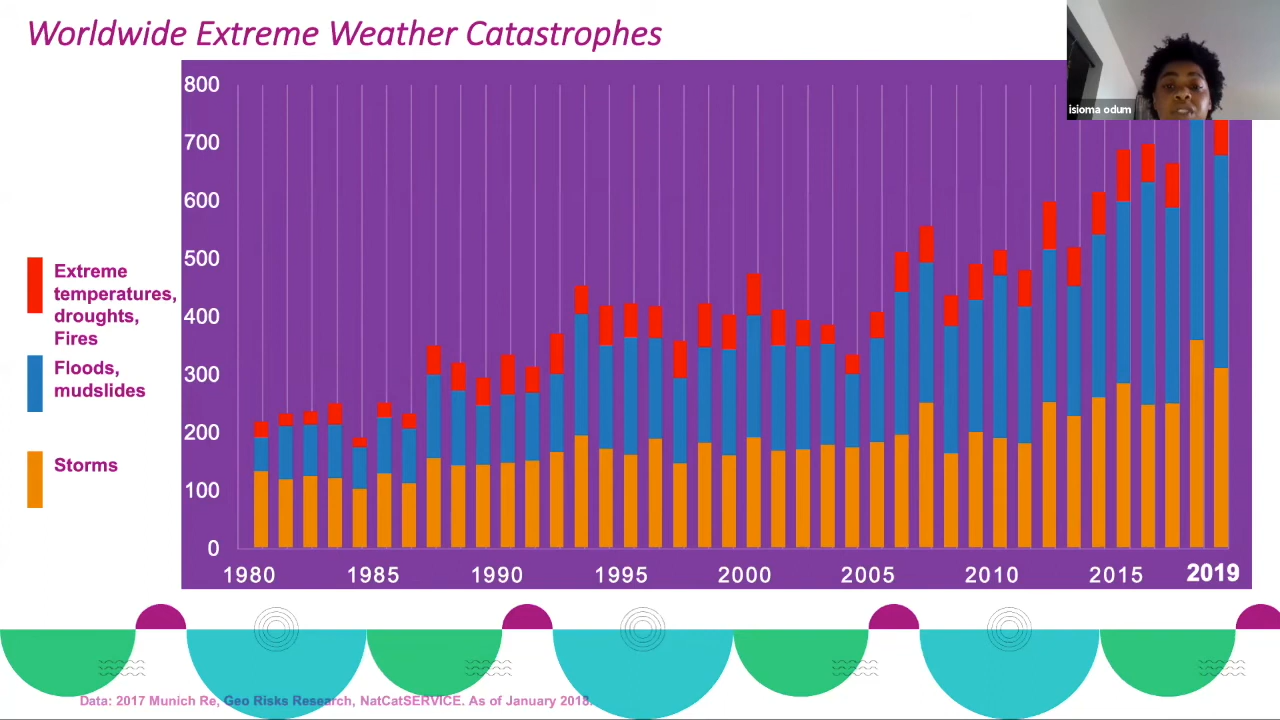 Worldwide Extreme Weather Catastrophes
isioma odum
800
700
600
500
400
300
200
100
0
Extreme
temperatures,
droughts,
Fires
Floods,
mudslides
Storms
1980 1985 1990 1995 2000 2005 2010 2015 2019
Data: 2017 Munich Re, Geo Risks Research, NatCatSERVICE. As of January 2018.